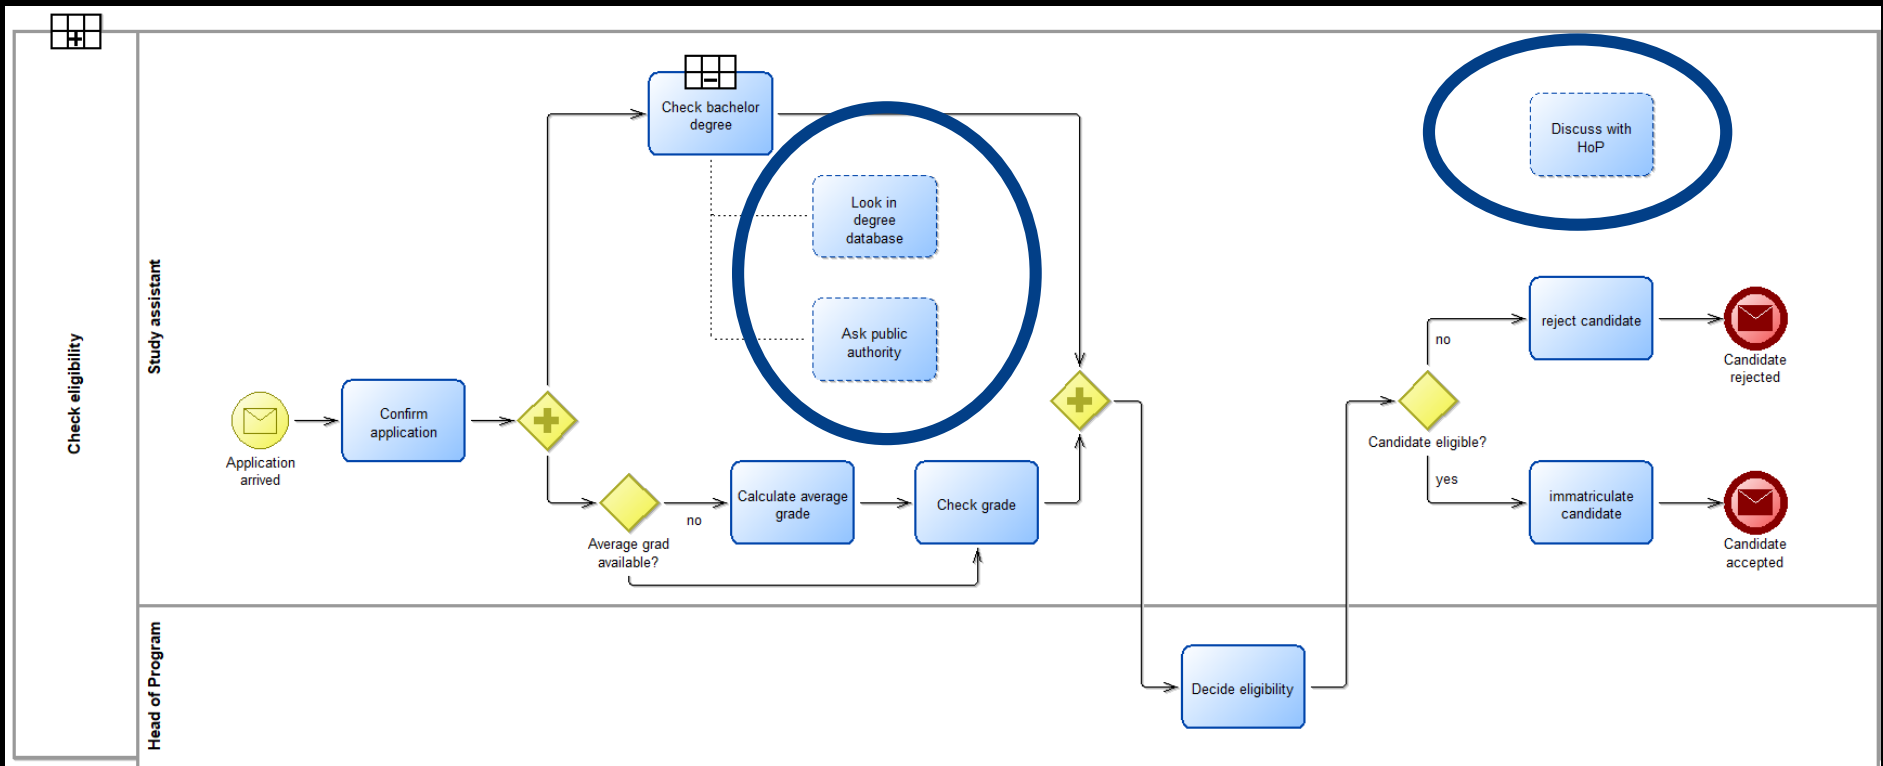 Check eligibility
Study assistant
Head of Program
Application
arrived
Confirm
application
Check bachelor
degree
Look in
degree
database
Ask public
authority
Average grad
available?
no
Calculate average
grade
Check grade
Decide eligibility
Candidate eligible?
no
yes
Discuss with
HoP
reject candidate
Candidate
rejected
immatriculate
candidate
Candidate
accepted